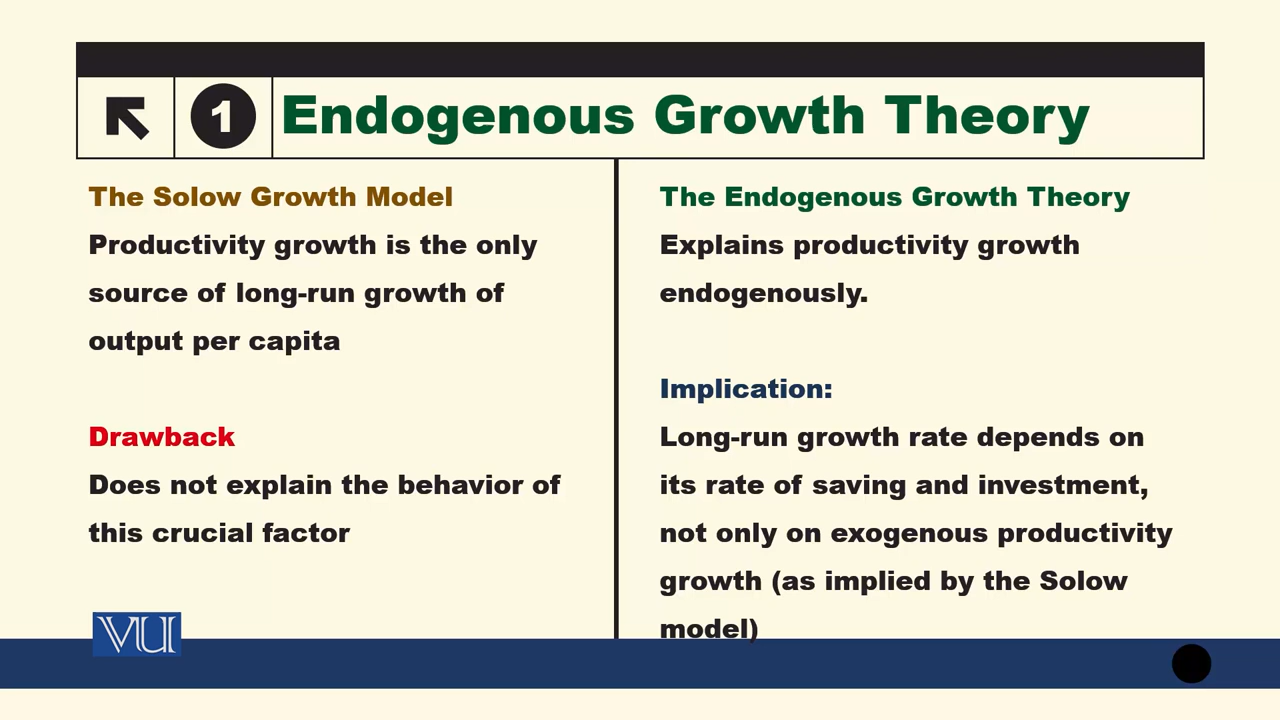 1 Endogenous Growth Theory
The Solow Growth Model
Productivity growth is the only
source of long-run growth of
output per capita
Drawback
Does not explain the behavior of
this crucial factor
The Endogenous Growth Theory
Explains productivity growth
endogenously.
Implication:
Long-run growth rate depends on
its rate of saving and investment,
not only on exogenous productivity
growth (as implied by the Solow
model)
VU